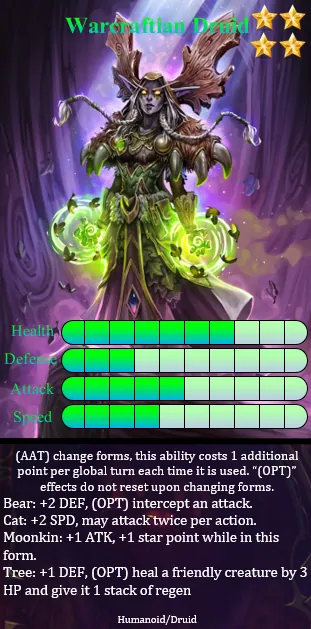 Warcraftian Druid
Health
Defense
Attack
Speed
(AAT) change forms, this ability costs 1 additional
point per global turn each time it is used. “(OPT)”
effects do not reset upon changing forms.
Bear: +2 DEF, (OPT) intercept an attack.
Cat: +2 SPD, may attack twice per action.
Moonkin: +1 ATK, +1 star point while in this
form.
Tree: +1 DEF, (OPT) heal a friendly creature by 3
HP and give it 1 stack of regen
Humanoid/Druid